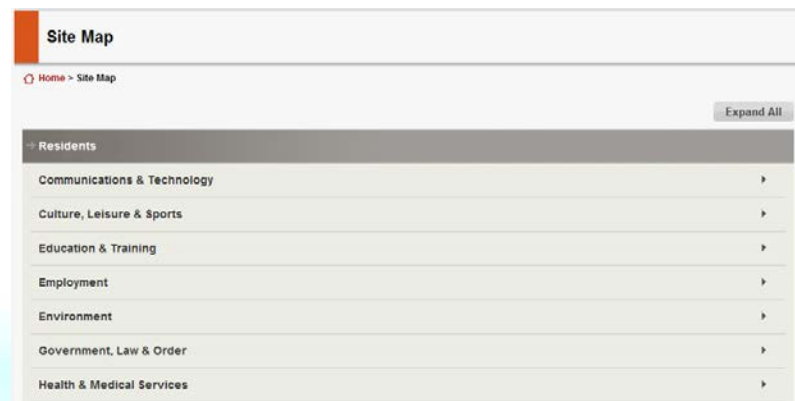 Site Map
Home > Site Map
Expand All
Residents
Communications & Technology
Culture, Leisure & Sports
Education & Training
Employment
Environment
Government, Law & Order
Health & Medical Services